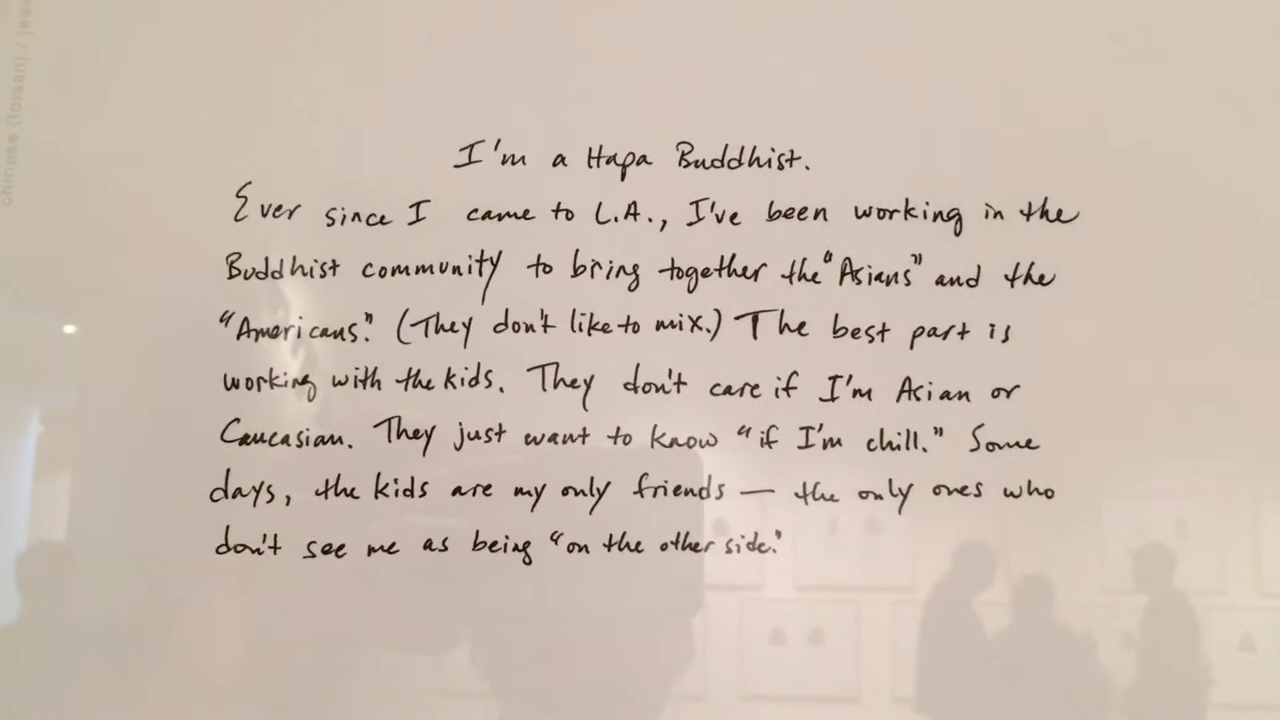 chinese (toisan) /
I'm a Hapa Buddhist.
Ever since I came to L.A., I've been working in the
Buddhist community to bring together the "Asians" and the
"Americans." (They don't like to mix.) The best part is
working with the kids. They don't care if I'm Asian or
Caucasian. They just want to know "if I'm chill." Some
days, the kids are my only friends — the only ones who
don't see me as being "on the other side."